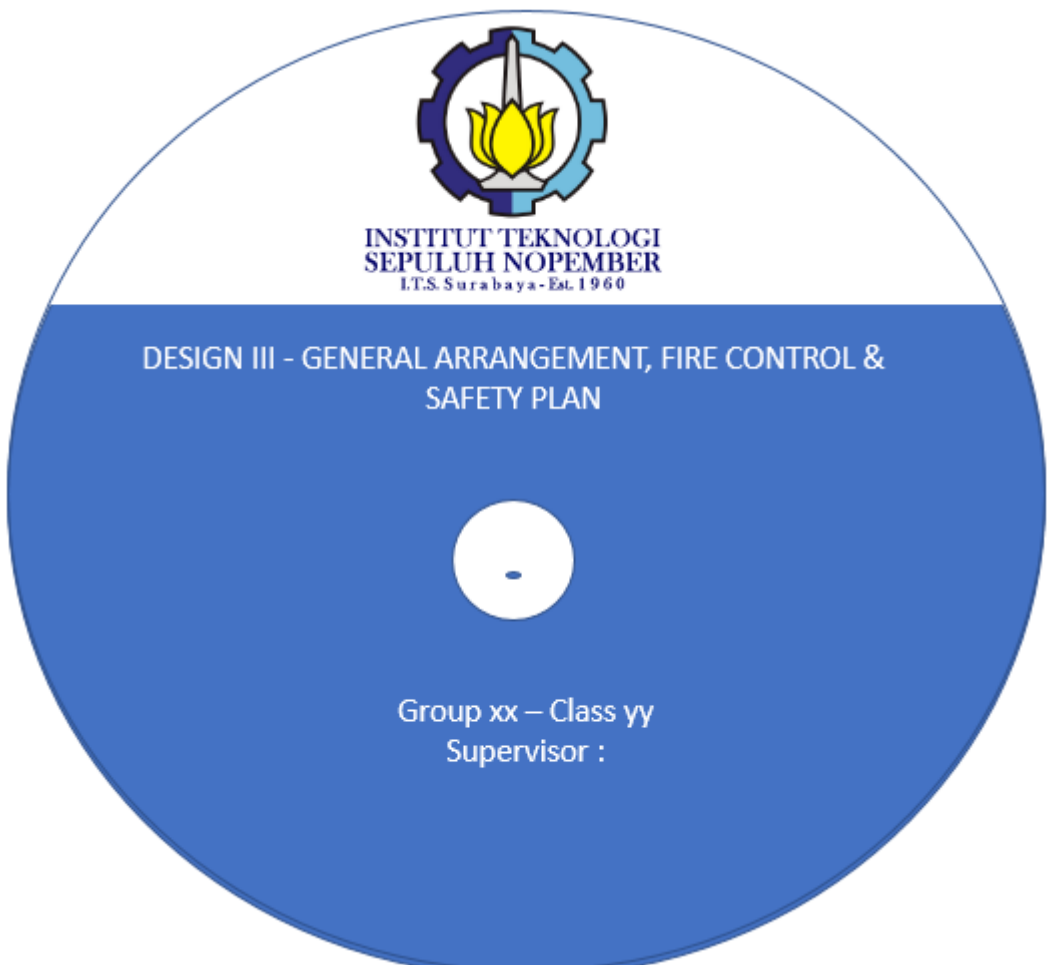 INSTITUT TEKNOLOGI
SEPULUH NOPEMBER
I.T.S. Surabaya - Est. 1960
DESIGN III - GENERAL ARRANGEMENT, FIRE CONTROL &
SAFETY PLAN
Group xx – Class yy
Supervisor :